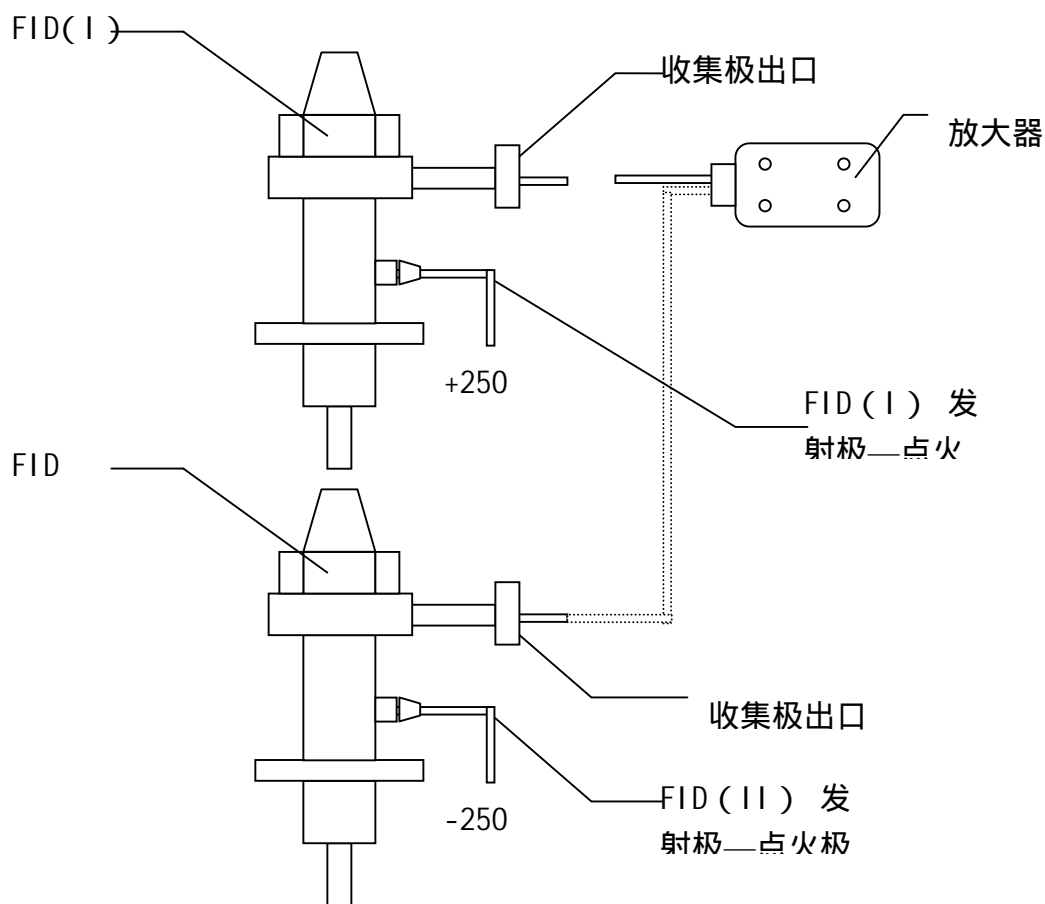 FID(I)
收集极出口
放大器
+250
FID(I) 发
射极—点火
FID
收集极出口
-250
FID(II) 发
射极—点火极